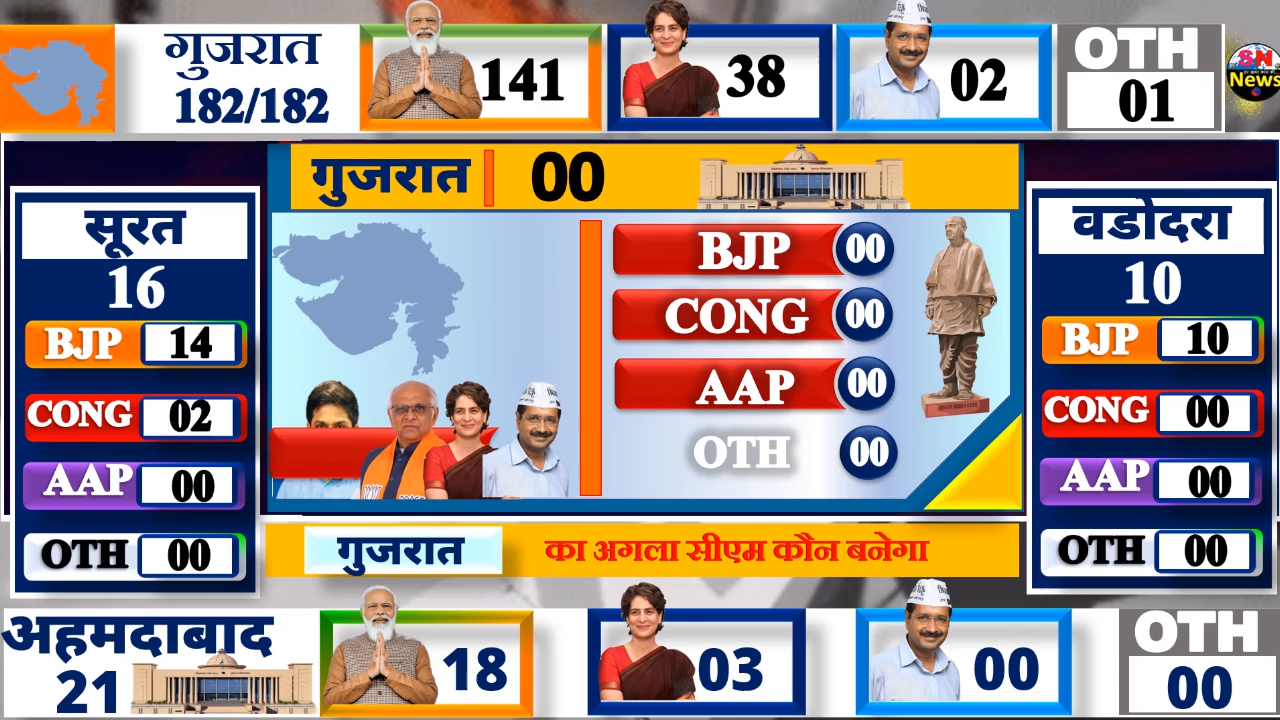 गुजरात
182/182
141
38
02
OTH
01
SN
News
गुजरात
00
सूरत
16
BJP 14
CONG 02
AAP 00
OTH 00
BJP 00
CONG 00
AAP 00
OTH 00
वडोदरा
10
BJP 10
CONG 00
AAP 00
OTH 00
गुजरात
का अगला सीएम कौन बनेगा
अहमदाबाद
21
18
03
00
OTH
00